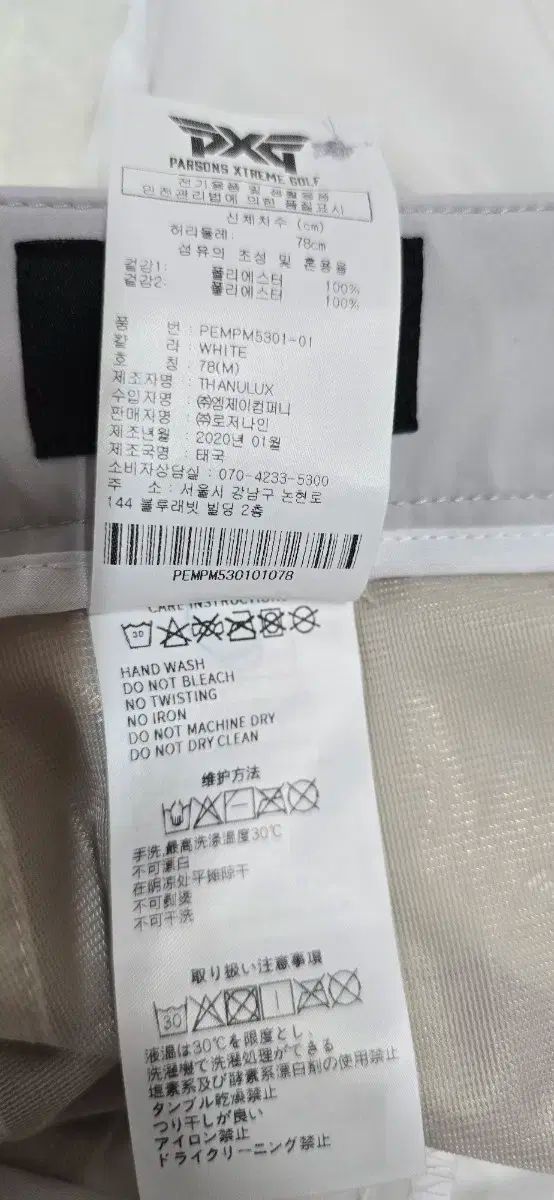 PXG
PARSONS XTREME GOLF
전기용품 및 생활용품
안전관리법에 의한 품질표시
신체치수 (cm)
허리둘레: 78cm
섬유의 조성 및 혼용율
겉감1: 폴리에스터 100%
겉감2: 폴리에스터 100%
품 번 : PEMPM5301-01
칼 라 : WHITE
호 칭 : 78(M)
제조자명 : THANULUX
수입자명 : ㈜엠제이컴퍼니
판매자명 : ㈜로저나인
제조년월 : 2020년 01월
제조국명 : 태국
소비자상담실 : 070-4233-5300
주 소 : 서울시 강남구 논현로
144 블루래빗 빌딩 2층
PEMPM530101078
CARE INSTRUCTIONS
30
HAND WASH
DO NOT BLEACH
NO TWISTING
NO IRON
DO NOT MACHINE DRY
DO NOT DRY CLEAN
维护方法
手洗,最高洗涤温度30℃
不可漂白
在阴凉处平摊晾干
不可熨烫
不可干洗
取り扱い注意事項
30
液温は30℃を限度とし、
洗濯機で洗濯処理ができる
塩素系及び酵素系漂白剤の使用禁止
タンブル乾燥禁止
つり干しが良い
アイロン禁止
ドライクリーニング禁止